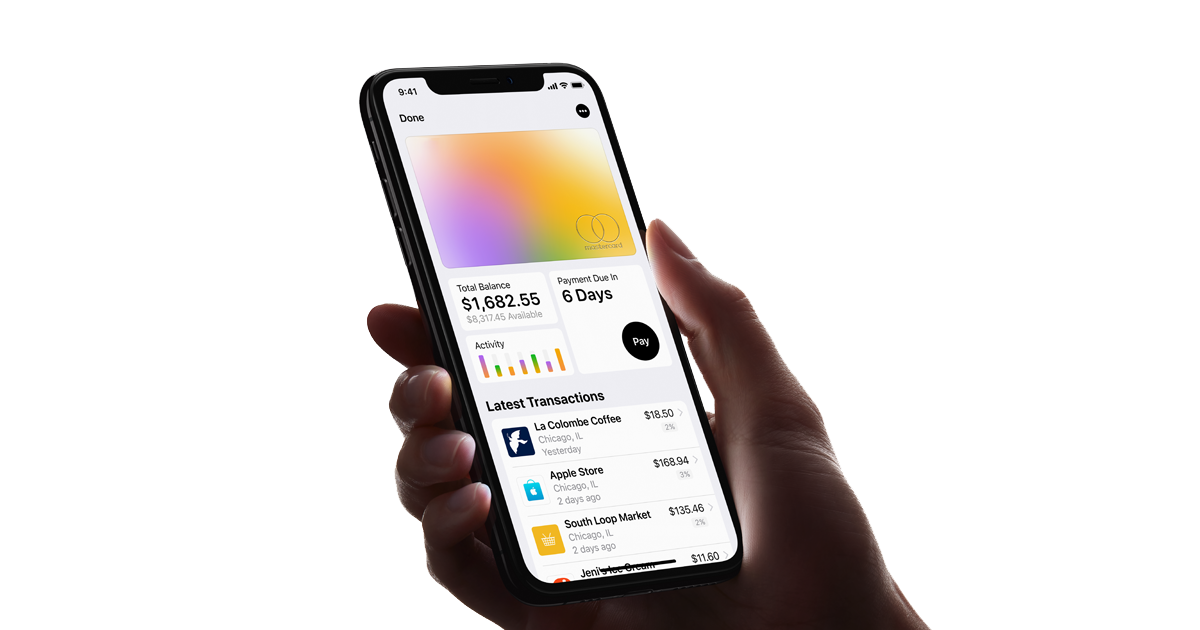 9:41
Done
mastercard
Total Balance
$1,682.55
$8,317.45 Available
Payment Due In
6 Days
Pay
Activity
Latest Transactions
La Colombe Coffee
$18.50
Chicago, IL
2%
Yesterday
Apple Store
$168.94
Chicago, IL
3%
2 days ago
South Loop Market
$135.46
Chicago, IL
2%
2 days ago
Jeni's Ice Cream
$11.60